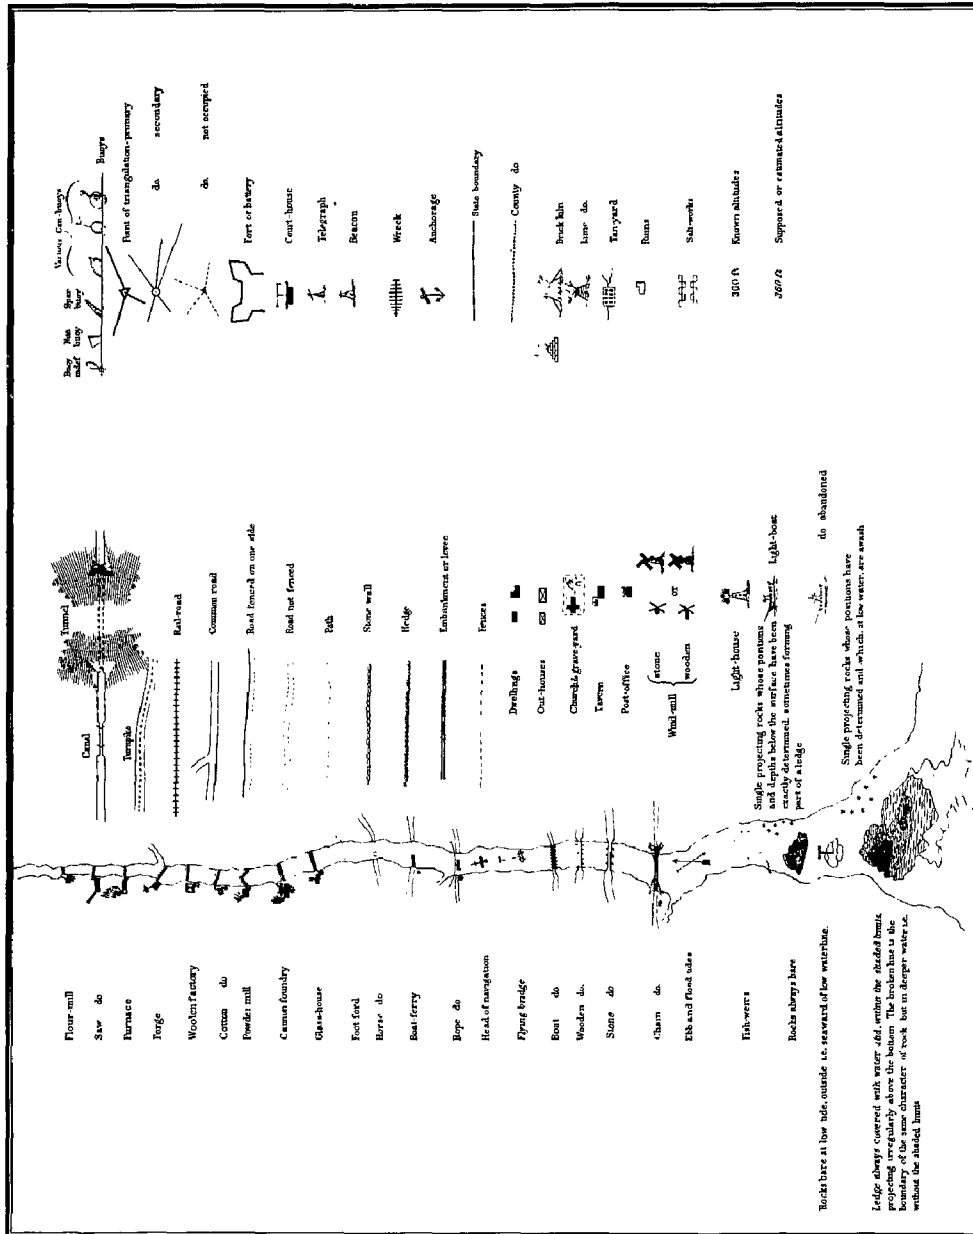 Flour-mill
Saw do
Furnace
Forge
Woolen factory
Cotton do
Powder mill
Cannon foundry
Glass-house
Foot ford
Horse do
Boat-ferry
Rope do
Head of navigation
Flying bridge
Boat do
Wooden do.
Stone do
Chain do.
Ebb and flood tides
Fish-weirs
Rocks always bare
Rocks bare at low tide, outside i.e. seaward of low waterline.
Ledge always covered with water and, within the shaded limits,
projecting irregularly above the bottom The broken line is the
boundary of the same character of rock but in deeper water i.e.
without the shaded limits
Canal
Tunnel
Turnpike
Rail-road
Common road
Road fenced on one side
Road not fenced
Path
Stone wall
Hedge
Embankment or levee
Fences
Dwellings
Out-houses
Church & grave-yard
Tavern
Post-office
Wind-mill
stone
or
wooden
Light-house
Light-boat
do abandoned
Single projecting rocks whose positions
and depths below the surface have been
exactly determined, sometimes forming
part of a ledge
Single projecting rocks whose positions have
been determined and which, at low water, are awash
Buoy
Nun
buoy
Spar
buoy
Various Can-buoys
Buoys
Point of triangulation-primary
do. secondary
do. not occupied
Fort or battery
Court-house
Telegraph
Beacon
Wreck
Anchorage
State boundary
County do
Brick kiln
Lime do.
Tan-yard
Ruins
Salt-works
300 ft Known altitudes
360 ft Supposed or estimated altitudes